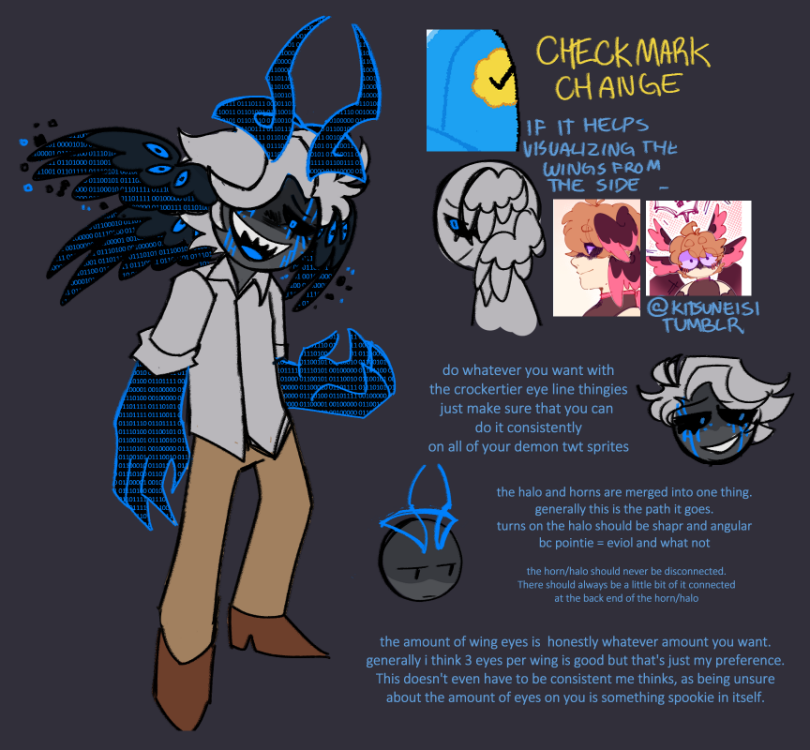 CHECKMARK
CHANGE
IF IT HELPS
VISUALIZING THE
WINGS FROM
THE SIDE -
@KITSUNEISI
TUMBLR
do whatever you want with
the crockertier eye line thingies
just make sure that you can
do it consistently
on all of your demon twt sprites
the halo and horns are merged into one thing.
generally this is the path it goes.
turns on the halo should be shapr and angular
bc pointie = eviol and what not
the horn/halo should never be disconnected.
There should always be a little bit of it connected
at the back end of the horn/halo
the amount of wing eyes is honestly whatever amount you want.
generally i think 3 eyes per wing is good but that's just my preference.
This doesn't even have to be consistent me thinks, as being unsure
about the amount of eyes on you is something spookie in itself.